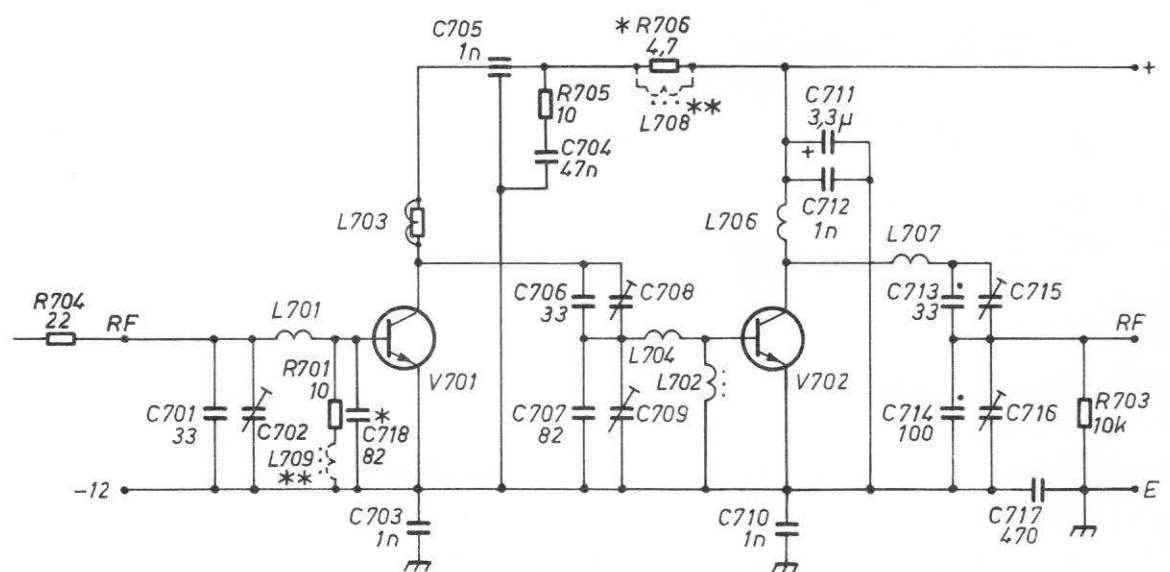 C705
1n
* R706
4,7
+
R705
10
L708
**
C711
3,3µ
+
C704
47n
C712
1n
L703
L706
L707
R704
22
RF
L701
C706
33
C708
C713
33
C715
RF
R701
10
V701
L704
L702
V702
C701
33
C702
*
C718
82
C707
82
C709
C714
100
C716
R703
10k
L709
**
-12
E
C703
1n
C710
1n
C717
470